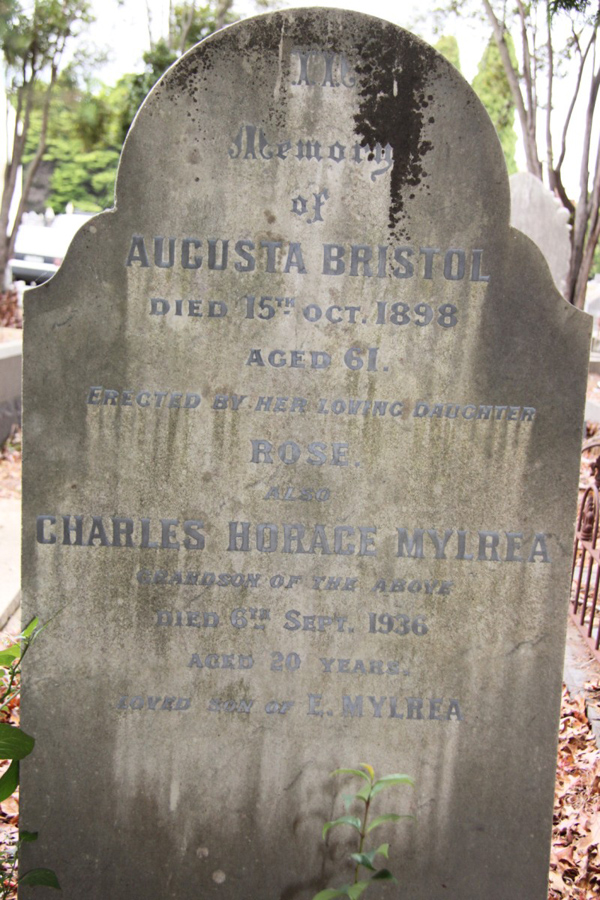 In
Memory
of
AUGUSTA BRISTOL
DIED 15TH OCT. 1898
AGED 61.
ERECTED BY HER LOVING DAUGHTER
ROSE.
ALSO
CHARLES HORACE MYLREA
GRANDSON OF THE ABOVE
DIED 6TH SEPT. 1936
AGED 20 YEARS.
LOVED SON OF E. MYLREA